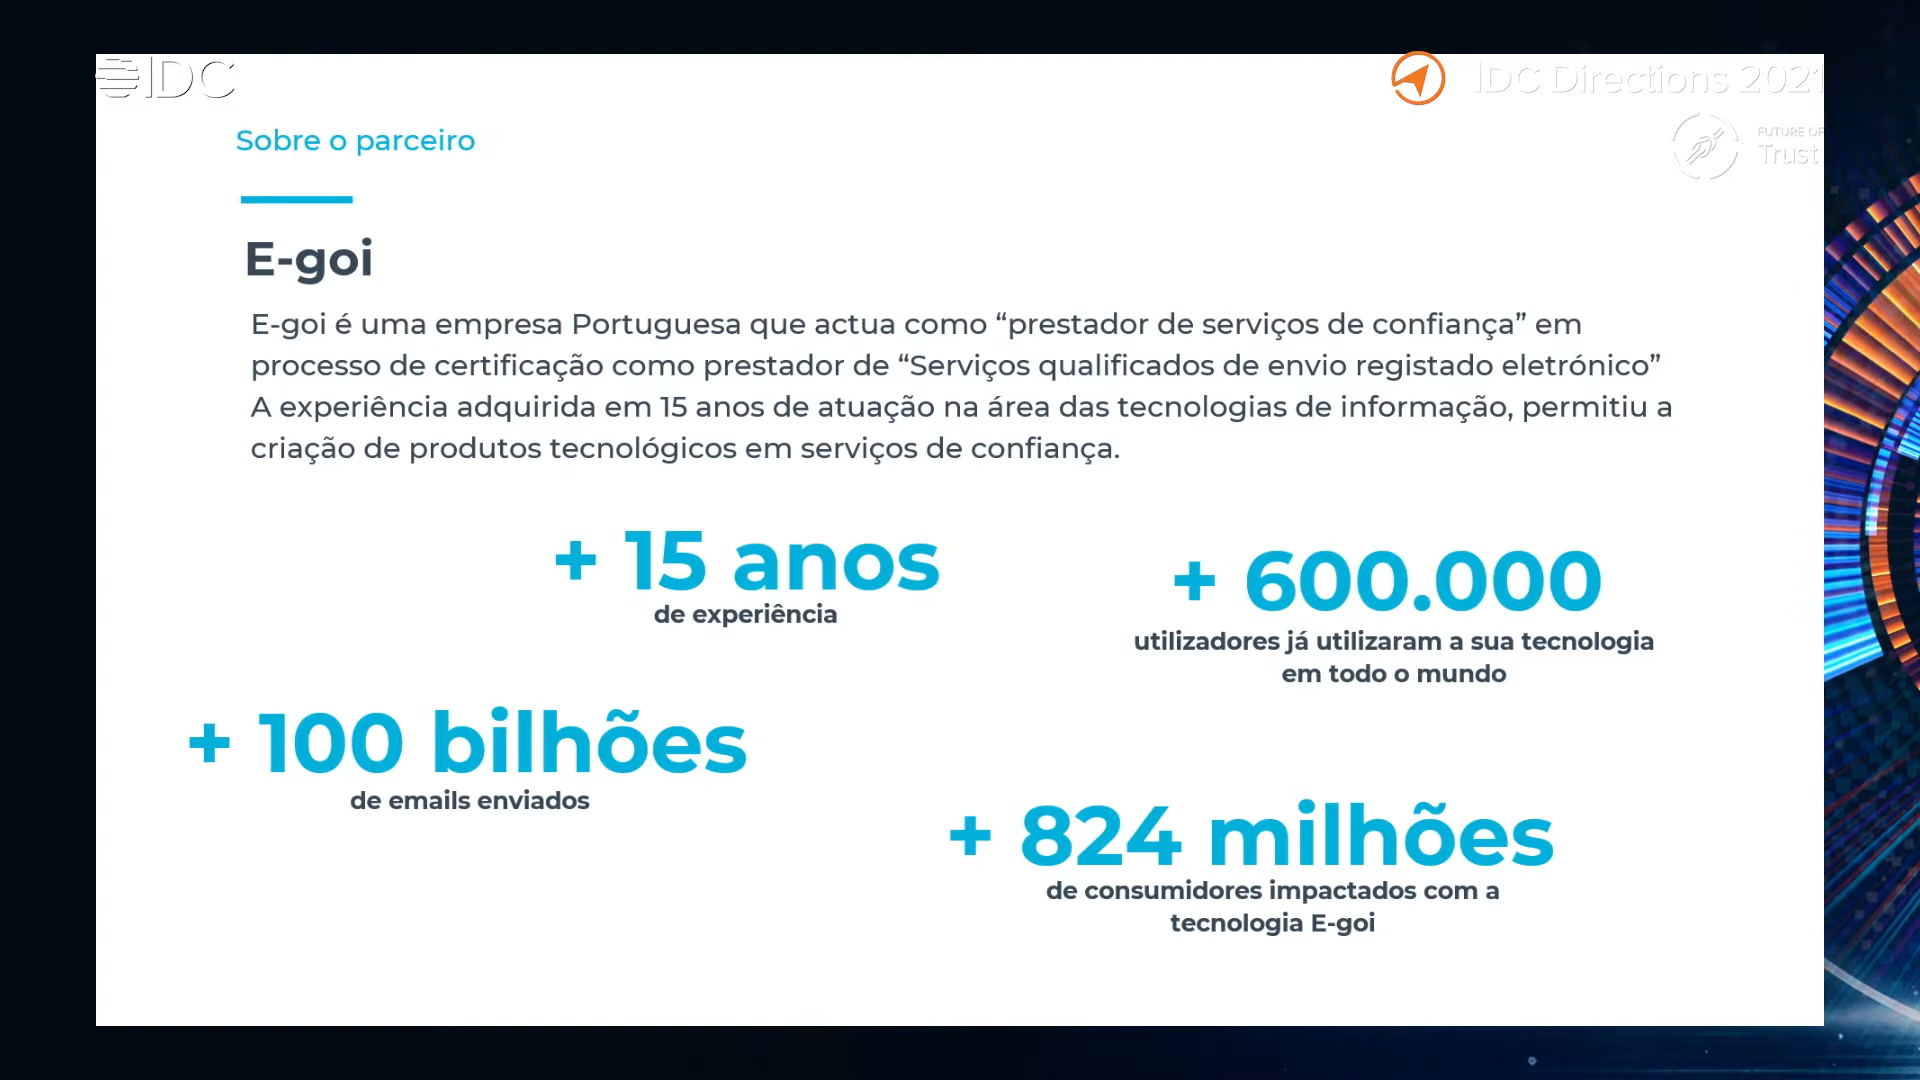 IDC
IDC Directions 2021
FUTURE OF
Trust
Sobre o parceiro
E-goi
E-goi é uma empresa Portuguesa que actua como “prestador de serviços de confiança” em
processo de certificação como prestador de “Serviços qualificados de envio registado eletrónico”
A experiência adquirida em 15 anos de atuação na área das tecnologias de informação, permitiu a
criação de produtos tecnológicos em serviços de confiança.
+ 15 anos
de experiência
+ 600.000
utilizadores já utilizaram a sua tecnologia
em todo o mundo
+ 100 bilhões
de emails enviados
+ 824 milhões
de consumidores impactados com a
tecnologia E-goi